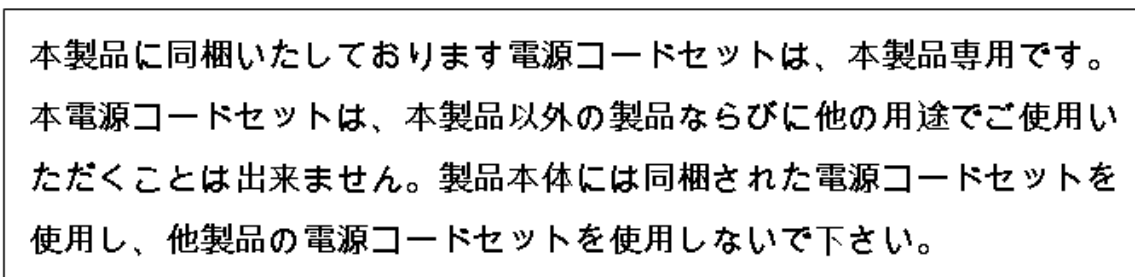 本製品に同梱いたしております電源コードセットは、本製品専用です。
本電源コードセットは、本製品以外の製品ならびに他の用途でご使用い
ただくことは出来ません。製品本体には同梱された電源コードセットを
使用し、他製品の電源コードセットを使用しないで下さい。